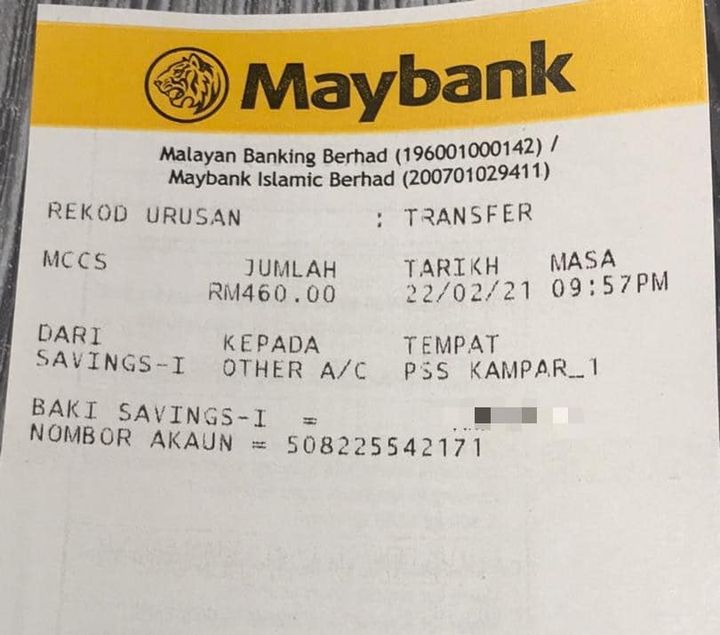 Maybank
Malayan Banking Berhad (196001000142) /
Maybank Islamic Berhad (200701029411)
REKOD URUSAN : TRANSFER
MCCS JUMLAH TARIKH MASA
RM460.00 22/02/21 09:57PM
DARI KEPADA TEMPAT
SAVINGS-I OTHER A/C PSS KAMPAR_1
BAKI SAVINGS-I =
NOMBOR AKAUN = 508225542171